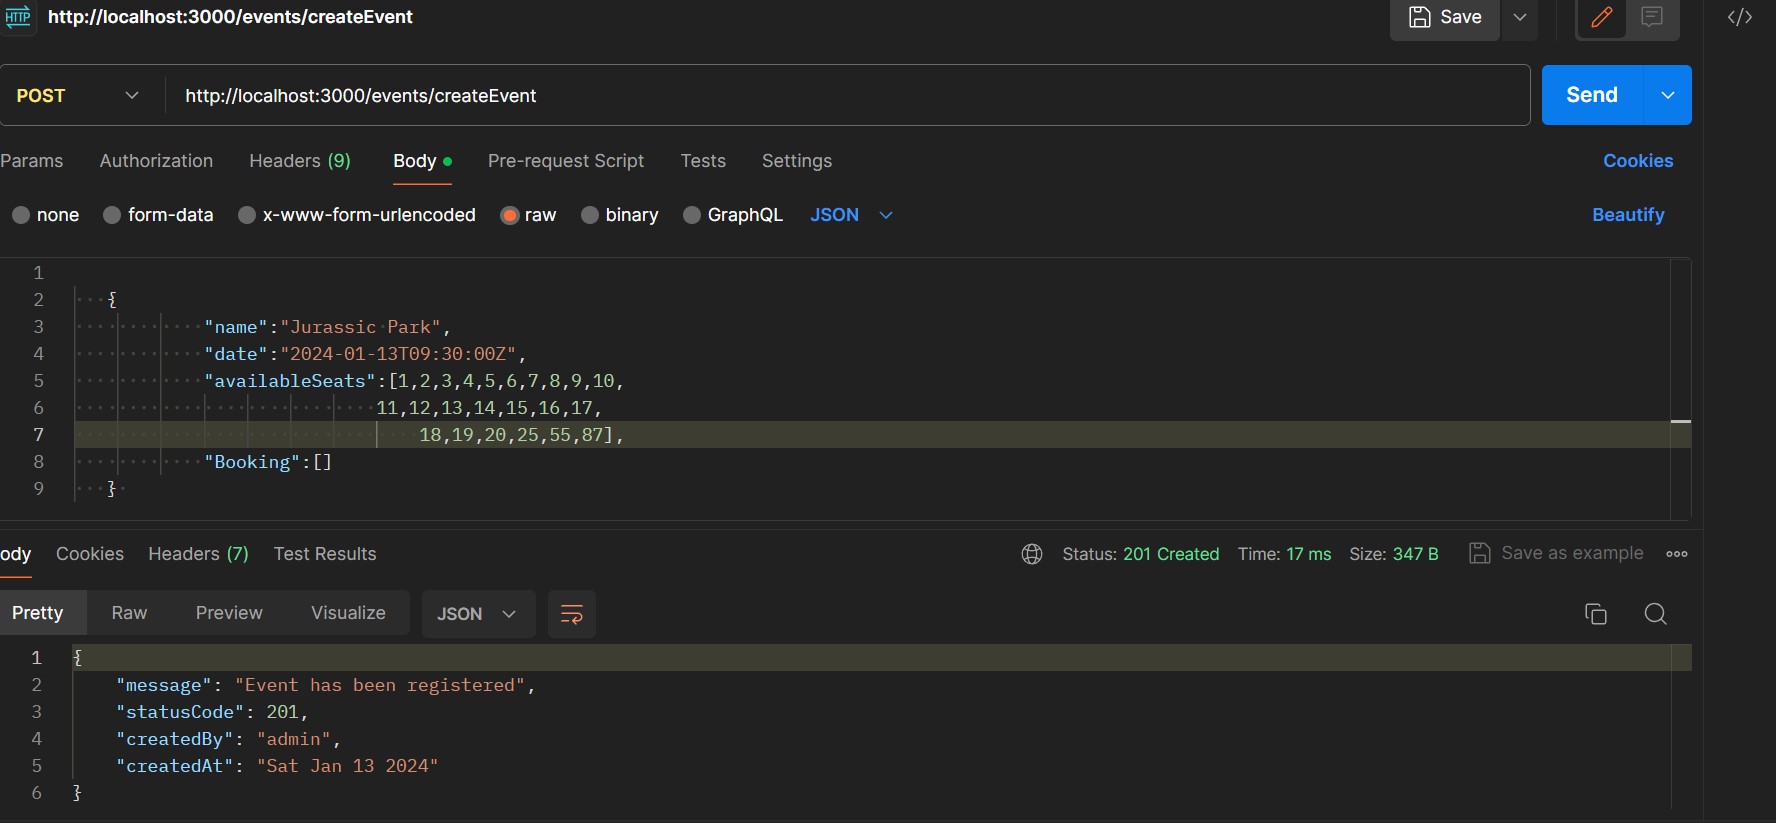 HTTP http://localhost:3000/events/createEvent Save </>
POST http://localhost:3000/events/createEvent Send
Params Authorization Headers (9) Body Pre-request Script Tests Settings Cookies
none form-data x-www-form-urlencoded raw binary GraphQL JSON Beautify
1
2 {
3 "name":"Jurassic Park",
4 "date":"2024-01-13T09:30:00Z",
5 "availableSeats":[1,2,3,4,5,6,7,8,9,10,
6 11,12,13,14,15,16,17,
7 18,19,20,25,55,87],
8 "Booking":[]
9 }
ody Cookies Headers (7) Test Results Status: 201 Created Time: 17 ms Size: 347 B Save as example
Pretty Raw Preview Visualize JSON
1 {
2 "message": "Event has been registered",
3 "statusCode": 201,
4 "createdBy": "admin",
5 "createdAt": "Sat Jan 13 2024"
6 }